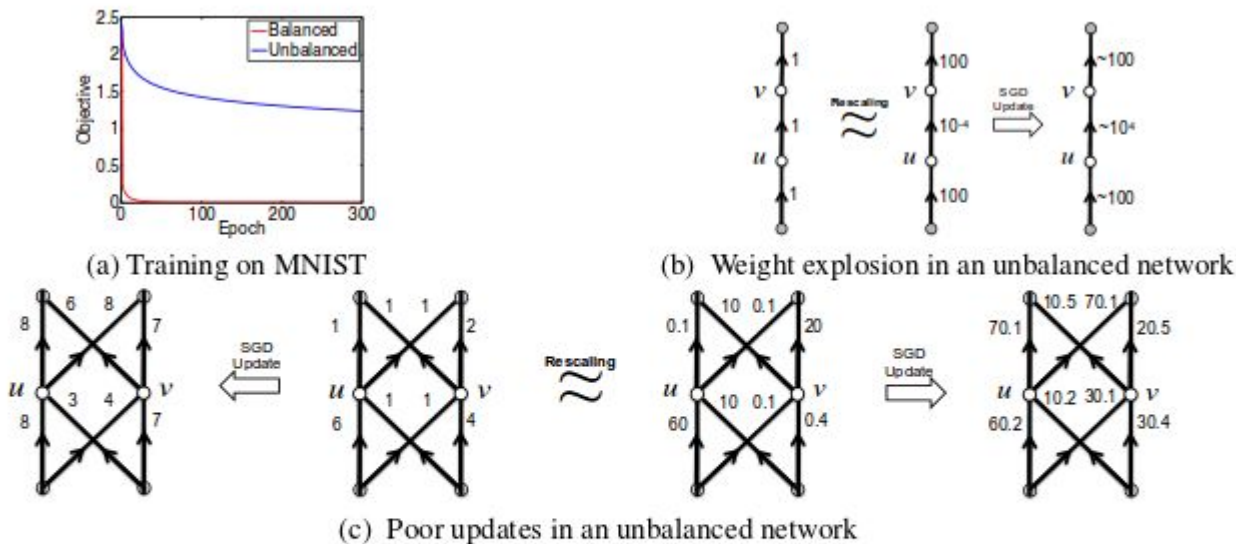 2.5
2
1.5
1
0.5
0
Objective
Balanced
Unbalanced
0 100 200 300
Epoch
(a) Training on MNIST
1
v
1
u
1
Rescaling
≈
100
v
10-4
u
100
SGD
Update
~100
v
~10⁴
u
~100
(b) Weight explosion in an unbalanced network
6 8
8 7
u 3 4 v
8 7
SGD
Update
1 1
1 2
u 1 1 v
6 4
Rescaling
≈
10 0.1
0.1 20
u 10 0.1 v
60 0.4
SGD
Update
10.5 70.1
70.1 20.5
u 10.2 30.1 v
60.2 30.4
(c) Poor updates in an unbalanced network